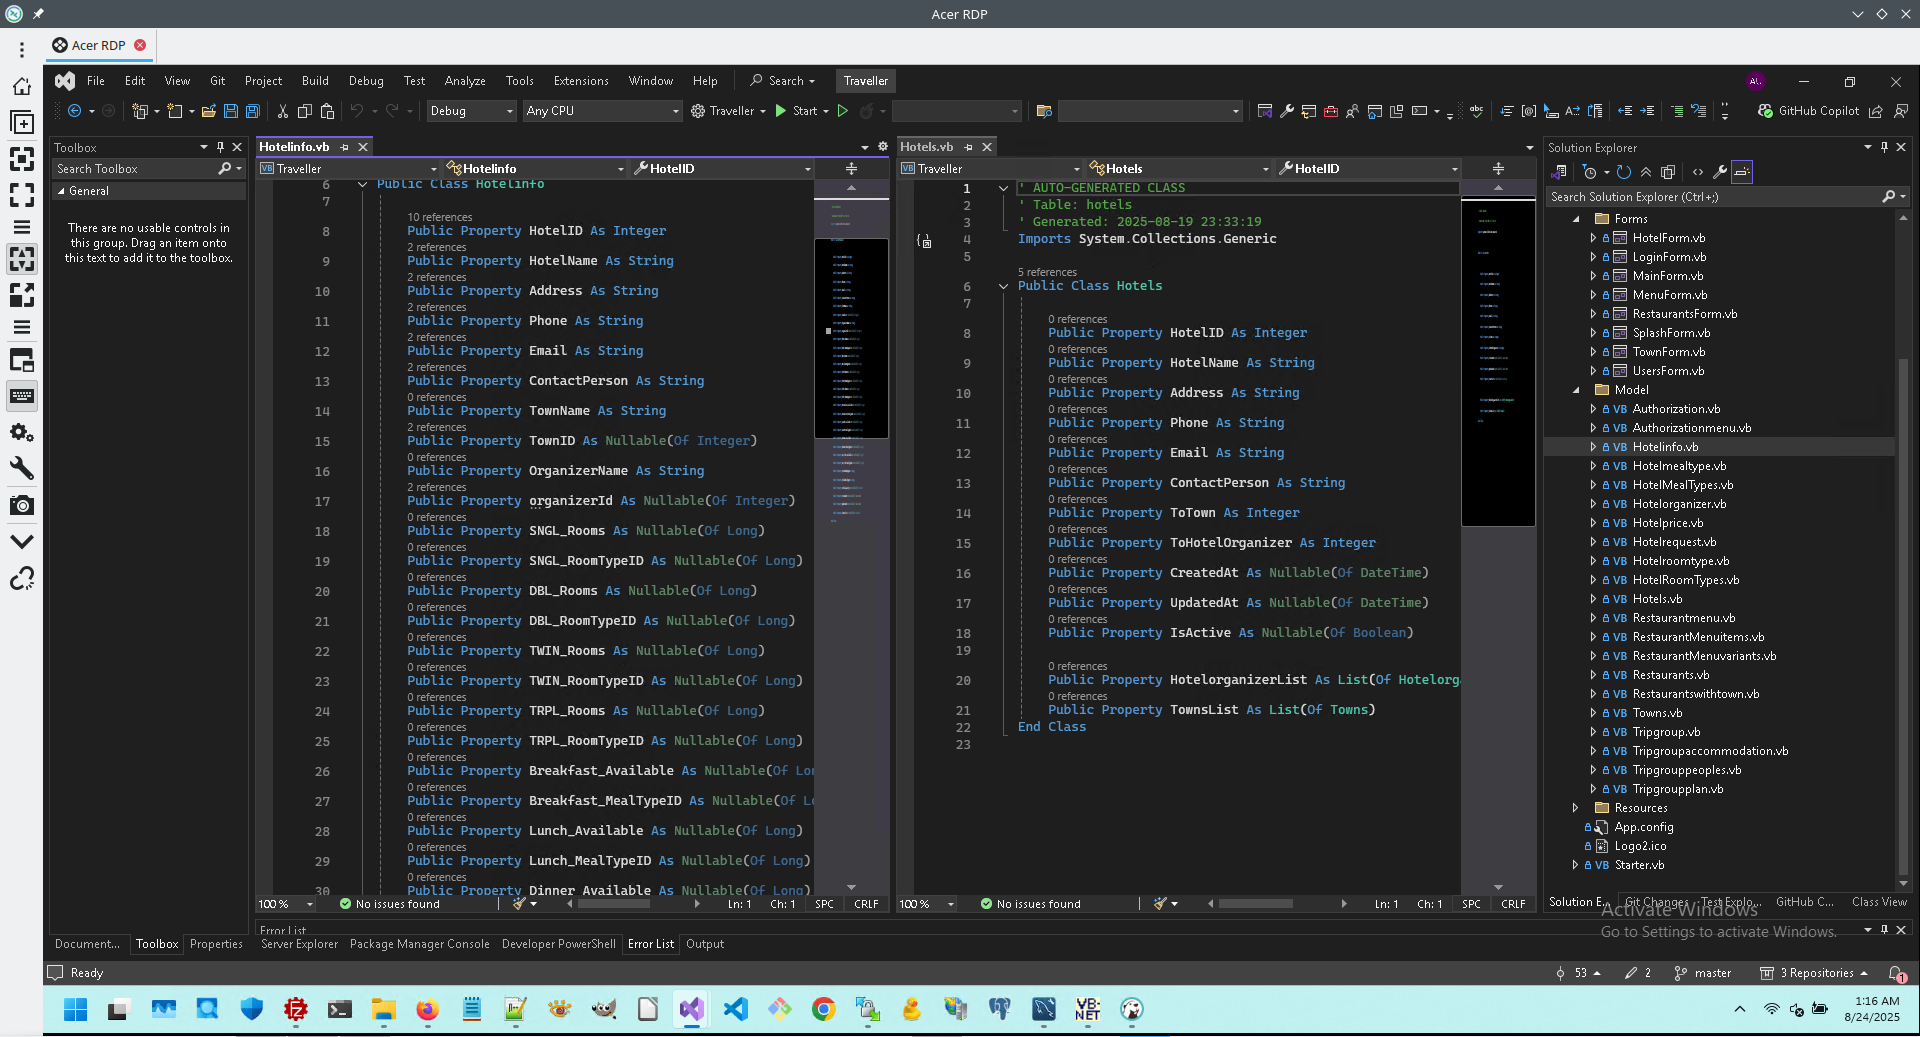 Acer RDP
Acer RDP
File Edit View Git Project Build Debug Test Analyze Tools Extensions Window Help Search Traveller
Debug Any CPU Traveller Start GitHub Copilot
Toolbox
Search Toolbox
General
There are no usable controls in
this group. Drag an item onto
this text to add it to the toolbox.
Hotelinfo.vb
Traveller Hotelinfo HotelID
6 Public Class Hotelinfo
7
10 references
8 Public Property HotelID As Integer
2 references
9 Public Property HotelName As String
2 references
10 Public Property Address As String
2 references
11 Public Property Phone As String
2 references
12 Public Property Email As String
2 references
13 Public Property ContactPerson As String
0 references
14 Public Property TownName As String
2 references
15 Public Property TownID As Nullable(Of Integer)
0 references
16 Public Property OrganizerName As String
2 references
17 Public Property organizerId As Nullable(Of Integer)
0 references
18 Public Property SNGL_Rooms As Nullable(Of Long)
0 references
19 Public Property SNGL_RoomTypeID As Nullable(Of Long)
0 references
20 Public Property DBL_Rooms As Nullable(Of Long)
0 references
21 Public Property DBL_RoomTypeID As Nullable(Of Long)
0 references
22 Public Property TWIN_Rooms As Nullable(Of Long)
0 references
23 Public Property TWIN_RoomTypeID As Nullable(Of Long)
0 references
24 Public Property TRPL_Rooms As Nullable(Of Long)
0 references
25 Public Property TRPL_RoomTypeID As Nullable(Of Long)
0 references
26 Public Property Breakfast_Available As Nullable(Of Lon
0 references
27 Public Property Breakfast_MealTypeID As Nullable(Of L
0 references
28 Public Property Lunch_Available As Nullable(Of Long)
0 references
29 Public Property Lunch_MealTypeID As Nullable(Of Long)
0 references
30 Public Property Dinner_Available As Nullable(Of Long)
100 % No issues found Ln: 1 Ch: 1 SPC CRLF
Hotels.vb
Traveller Hotels HotelID
1 ' AUTO-GENERATED CLASS
2 ' Table: hotels
3 ' Generated: 2025-08-19 23:33:19
4 Imports System.Collections.Generic
5
5 references
6 Public Class Hotels
7
0 references
8 Public Property HotelID As Integer
0 references
9 Public Property HotelName As String
0 references
10 Public Property Address As String
0 references
11 Public Property Phone As String
0 references
12 Public Property Email As String
0 references
13 Public Property ContactPerson As String
0 references
14 Public Property ToTown As Integer
0 references
15 Public Property ToHotelOrganizer As Integer
0 references
16 Public Property CreatedAt As Nullable(Of DateTime)
0 references
17 Public Property UpdatedAt As Nullable(Of DateTime)
0 references
18 Public Property IsActive As Nullable(Of Boolean)
19
0 references
20 Public Property HotelorganizerList As List(Of Hotelorg
0 references
21 Public Property TownsList As List(Of Towns)
22 End Class
23
100 % No issues found Ln: 1 Ch: 1 SPC CRLF
Solution Explorer
Search Solution Explorer (Ctrl+;)
Forms
HotelForm.vb
LoginForm.vb
MainForm.vb
MenuForm.vb
RestaurantsForm.vb
SplashForm.vb
TownForm.vb
UsersForm.vb
Model
VB Authorization.vb
VB Authorizationmenu.vb
VB Hotelinfo.vb
VB Hotelmealtype.vb
VB HotelMealTypes.vb
VB Hotelorganizer.vb
VB Hotelprice.vb
VB Hotelrequest.vb
VB Hotelroomtype.vb
VB HotelRoomTypes.vb
VB Hotels.vb
VB Restaurantmenu.vb
VB RestaurantMenuitems.vb
VB RestaurantMenuvariants.vb
VB Restaurants.vb
VB Restaurantswithtown.vb
VB Towns.vb
VB Tripgroup.vb
VB Tripgroupaccommodation.vb
VB Tripgrouppeoples.vb
VB Tripgroupplan.vb
Resources
App.config
Logo2.ico
VB Starter.vb
Solution E... Git Changes Test Explo... GitHub C... Class View
Activate Windows
Go to Settings to activate Windows.
Error List
Document... Toolbox Properties Server Explorer Package Manager Console Developer PowerShell Error List Output
Ready 53 2 master 3 Repositories 1
VB: NET
1:16 AM
8/24/2025